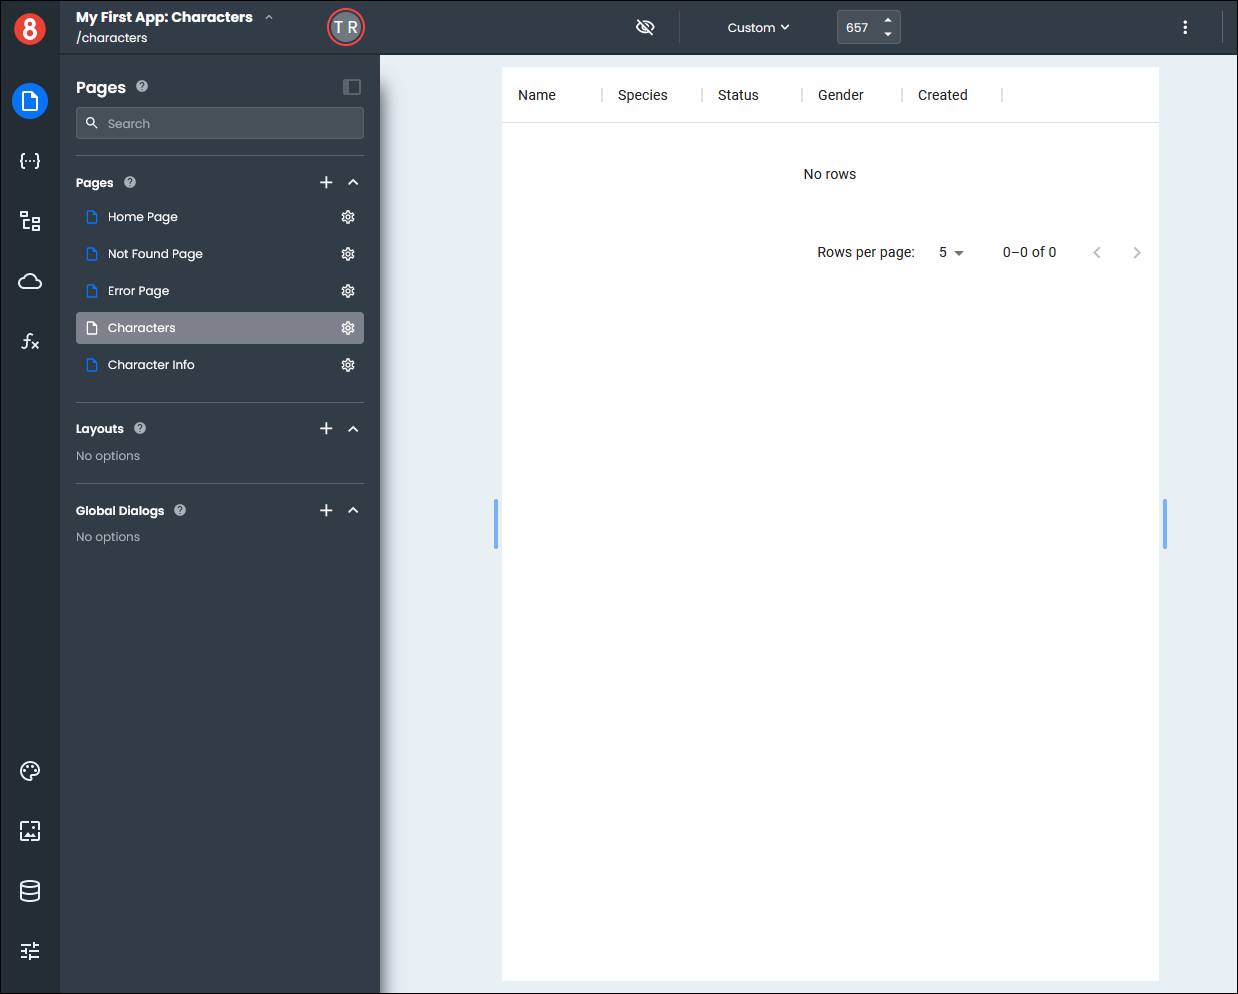 8
My First App: Characters
/characters
T R
Custom
657
Pages
Search
Pages
Home Page
Not Found Page
Error Page
Characters
Character Info
Layouts
No options
Global Dialogs
No options
Name Species Status Gender Created
No rows
Rows per page: 5 0–0 of 0